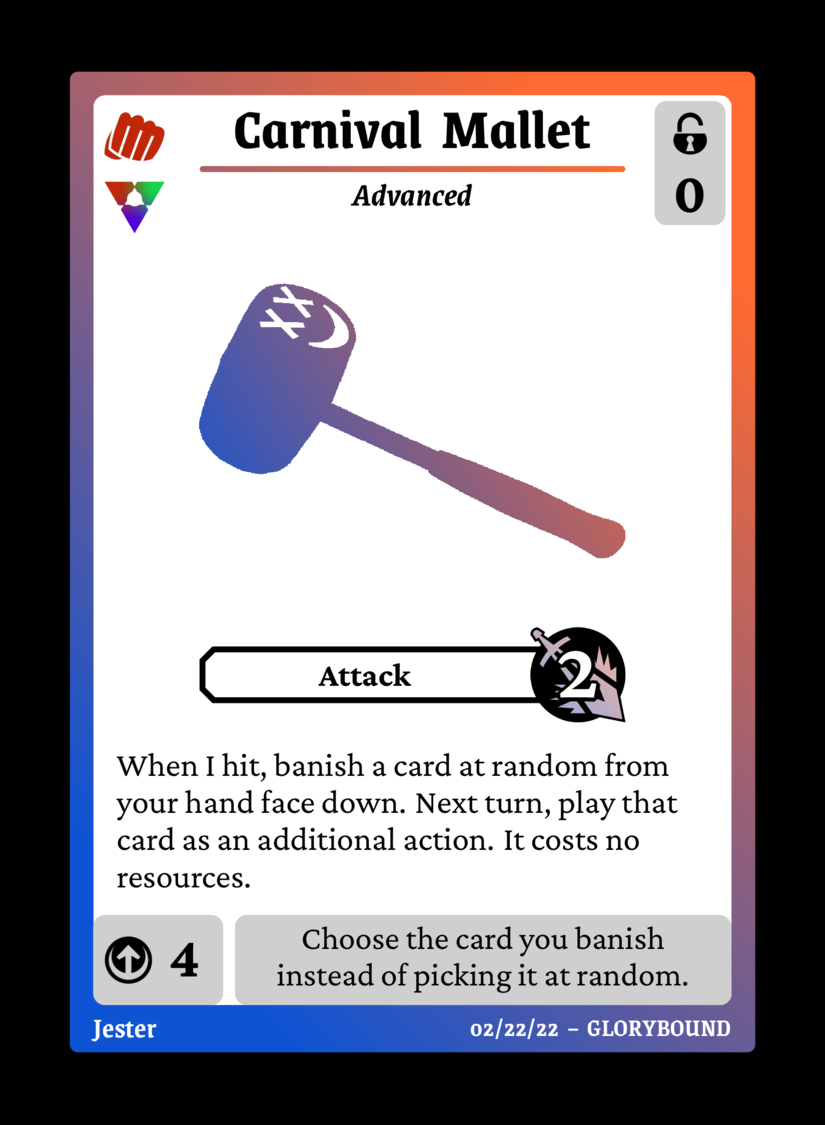 Carnival Mallet
Advanced
0
Attack
2
When I hit, banish a card at random from
your hand face down. Next turn, play that
card as an additional action. It costs no
resources.
4
Choose the card you banish
instead of picking it at random.
Jester
02/22/22 – GLORYBOUND